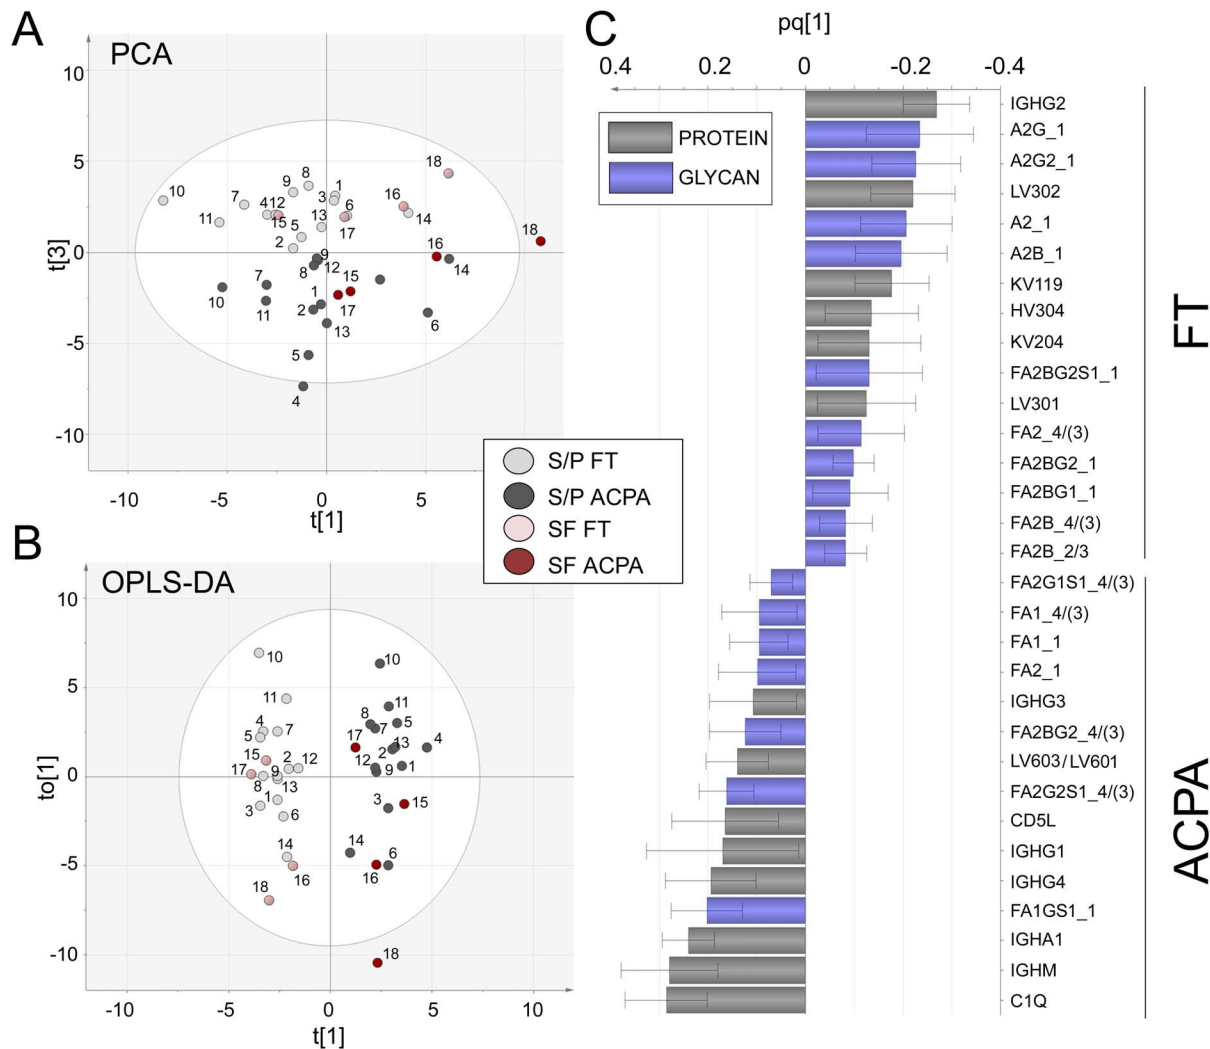 A
PCA
10
5
0
-5
-10
t[3]
-10
-5
0
5
t[1]
10
11
7
9
8
4
12
15
5
2
1
3
6
13
17
16
18
14
18
16
14
9
8
12
15
7
10
11
1
2
17
13
6
5
4
S/P FT
S/P ACPA
SF FT
SF ACPA
B
OPLS-DA
10
5
0
-5
-10
to[1]
-10
-5
0
5
10
t[1]
10
11
4
5
7
15
17
2
12
8
9
13
1
3
6
14
16
18
10
11
8
7
5
4
17
2
13
12
9
1
3
15
14
6
16
18
C
pq[1]
0.4
0.2
0
-0.2
-0.4
PROTEIN
GLYCAN
IGHG2
A2G_1
A2G2_1
LV302
A2_1
A2B_1
KV119
HV304
KV204
FA2BG2S1_1
LV301
FA2_4/(3)
FA2BG2_1
FA2BG1_1
FA2B_4/(3)
FA2B_2/3
FA2G1S1_4/(3)
FA1_4/(3)
FA1_1
FA2_1
IGHG3
FA2BG2_4/(3)
LV603/LV601
FA2G2S1_4/(3)
CD5L
IGHG1
IGHG4
FA1GS1_1
IGHA1
IGHM
C1Q
FT
ACPA